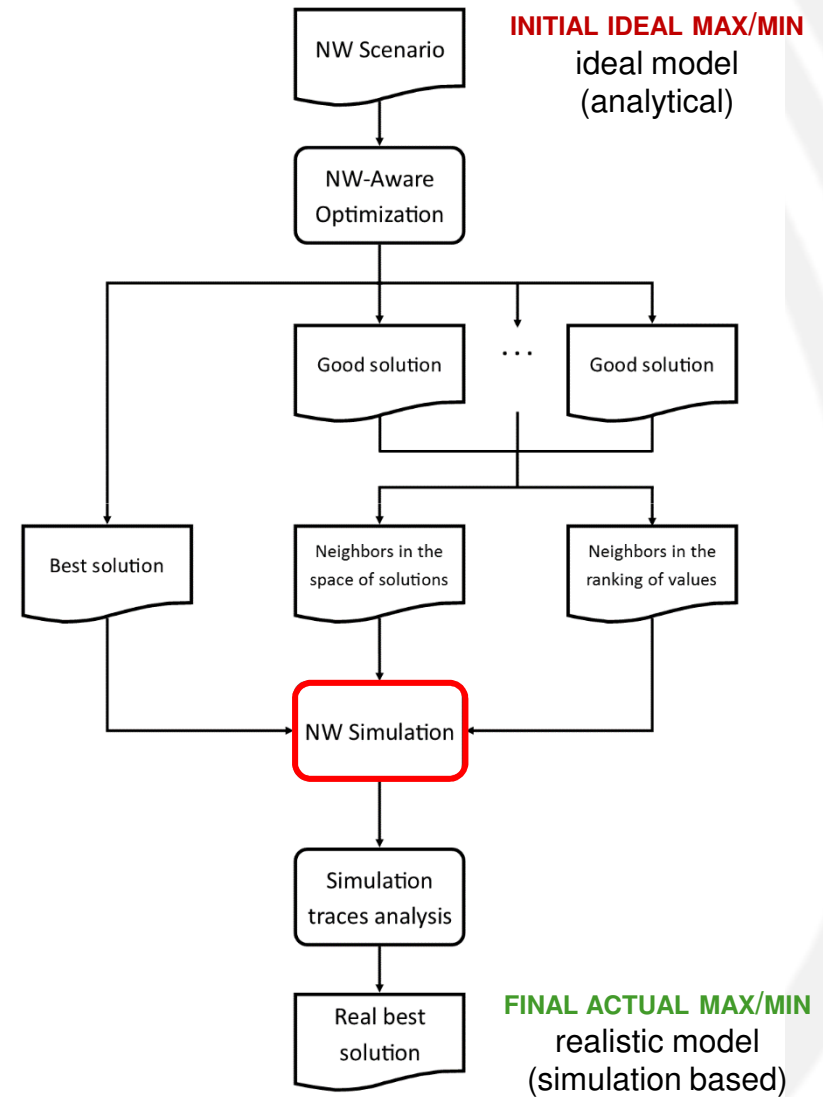 NW Scenario
INITIAL IDEAL MAX/MIN
ideal model
(analytical)
NW-Aware
Optimization
Good solution
...
Good solution
Best solution
Neighbors in the
space of solutions
Neighbors in the
ranking of values
NW Simulation
Simulation
traces analysis
Real best
solution
FINAL ACTUAL MAX/MIN
realistic model
(simulation based)